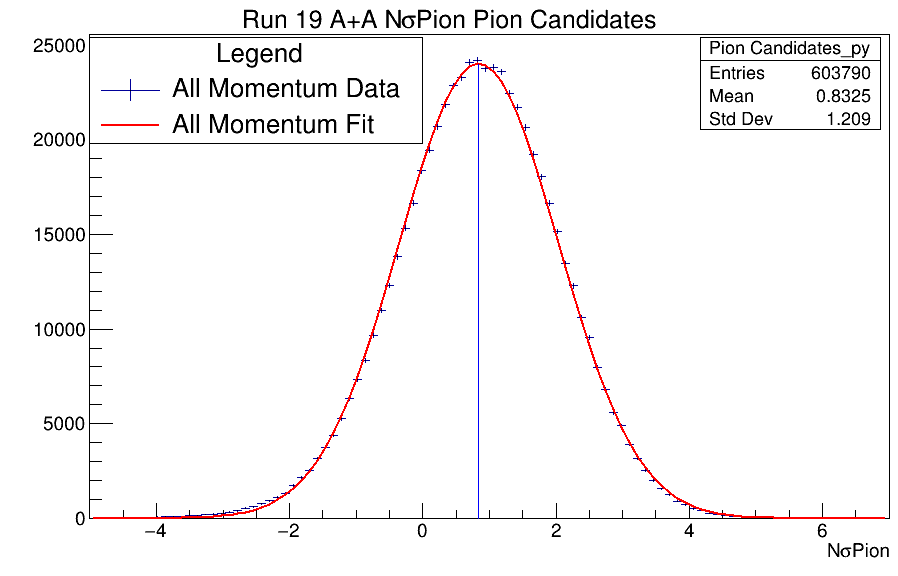 Run 19 A+A NσPion Pion Candidates
Legend
All Momentum Data
All Momentum Fit
Pion Candidates_py
Entries 603790
Mean 0.8325
Std Dev 1.209
25000
20000
15000
10000
5000
0
−4 −2 0 2 4 6
NσPion